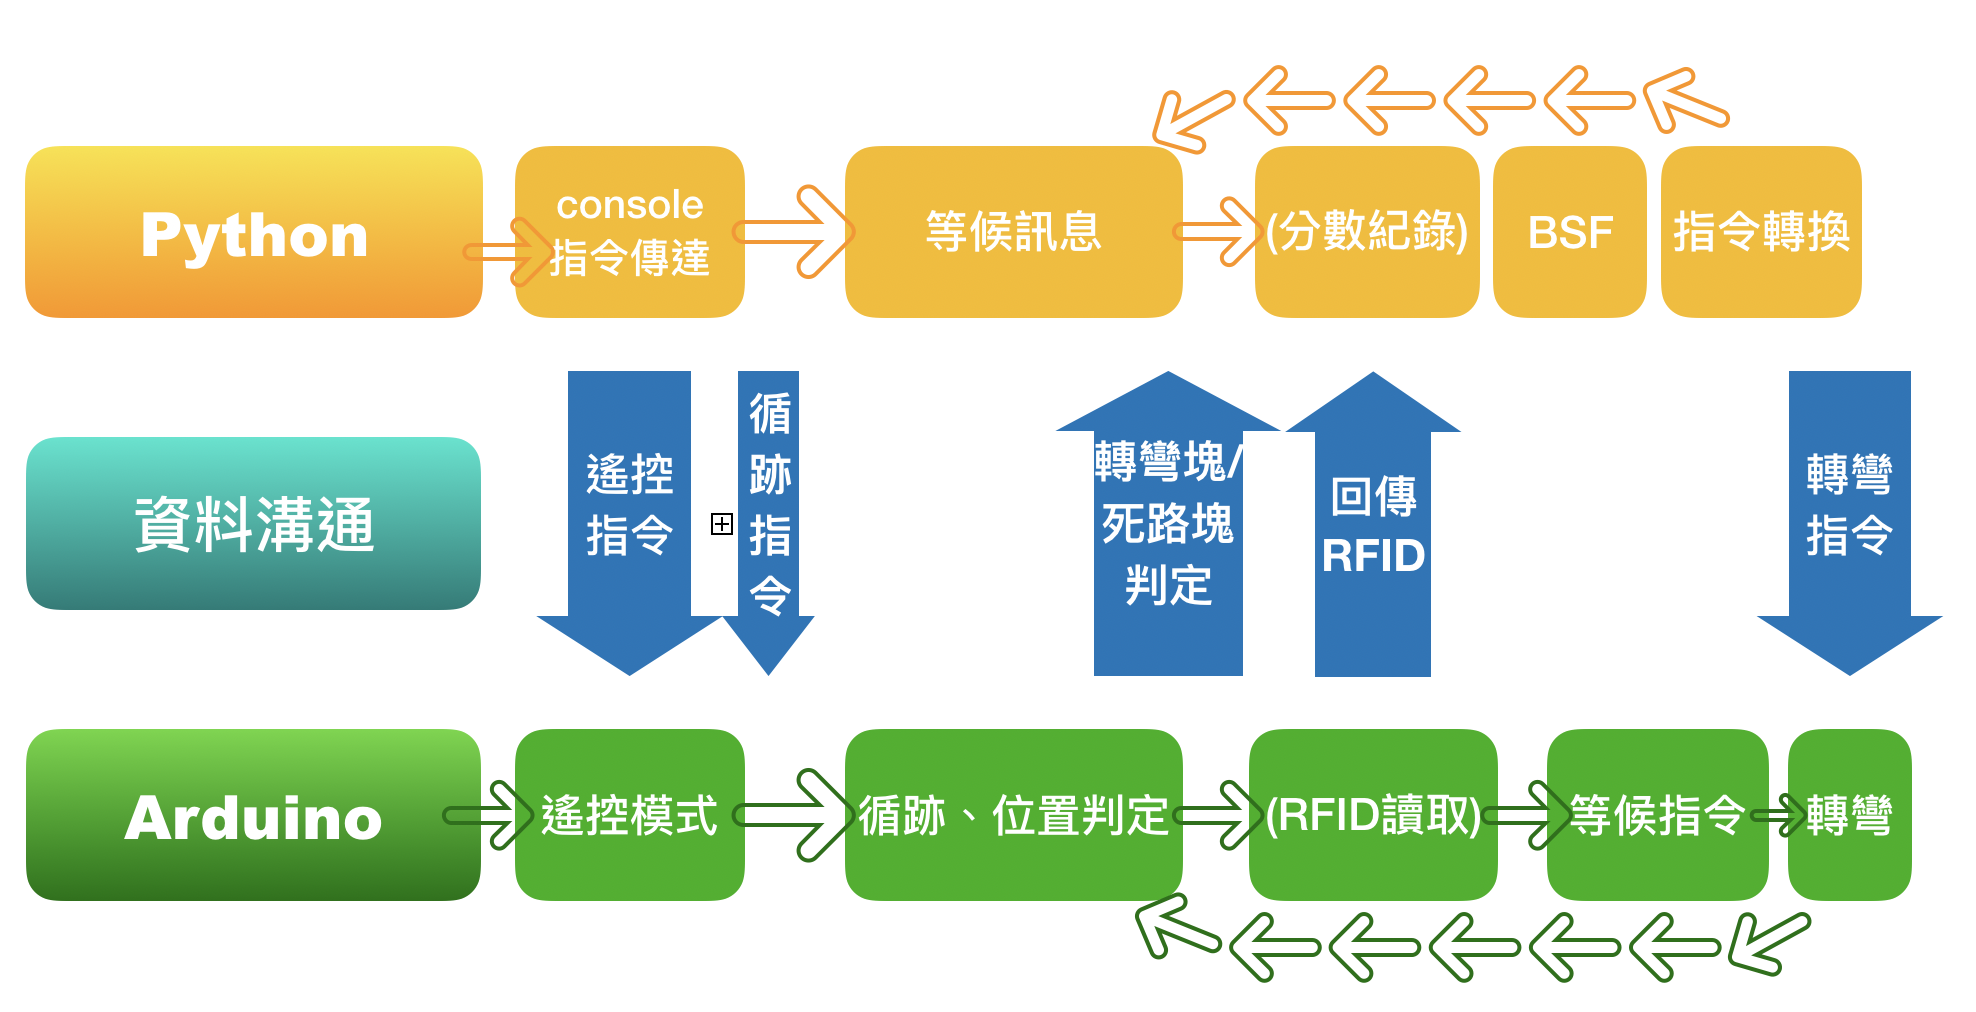 Python
console
指令傳達
等候訊息
(分數紀錄)
BSF
指令轉換
資料溝通
遙控
指令
循
跡
指
令
轉彎塊/
死路塊
判定
回傳
RFID
轉彎
指令
Arduino
遙控模式
循跡、位置判定
(RFID讀取)
等候指令
轉彎